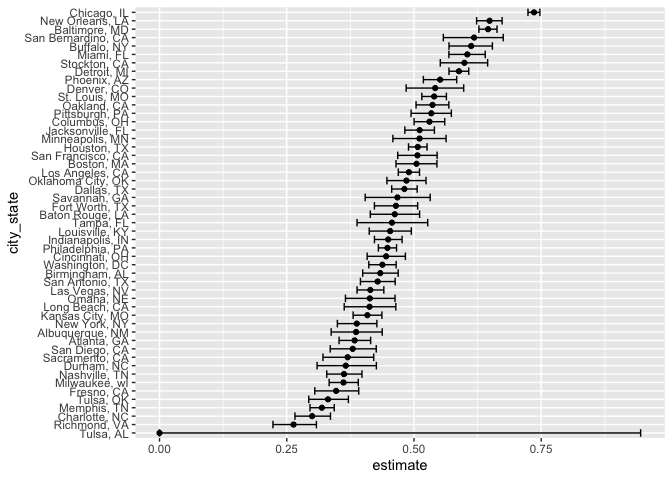 Chicago, IL
New Orleans, LA
Baltimore, MD
San Bernardino, CA
Buffalo, NY
Miami, FL
Stockton, CA
Detroit, MI
Phoenix, AZ
Denver, CO
St. Louis, MO
Oakland, CA
Pittsburgh, PA
Columbus, OH
Jacksonville, FL
Minneapolis, MN
Houston, TX
San Francisco, CA
Boston, MA
Los Angeles, CA
Oklahoma City, OK
Dallas, TX
Savannah, GA
Fort Worth, TX
Baton Rouge, LA
Tampa, FL
Louisville, KY
Indianapolis, IN
Philadelphia, PA
Cincinnati, OH
Washington, DC
Birmingham, AL
San Antonio, TX
Las Vegas, NV
Omaha, NE
Long Beach, CA
Kansas City, MO
New York, NY
Albuquerque, NM
Atlanta, GA
San Diego, CA
Sacramento, CA
Durham, NC
Nashville, TN
Milwaukee, wI
Fresno, CA
Tulsa, OK
Memphis, TN
Charlotte, NC
Richmond, VA
Tulsa, AL
city_state
0.00 0.25 0.50 0.75
estimate